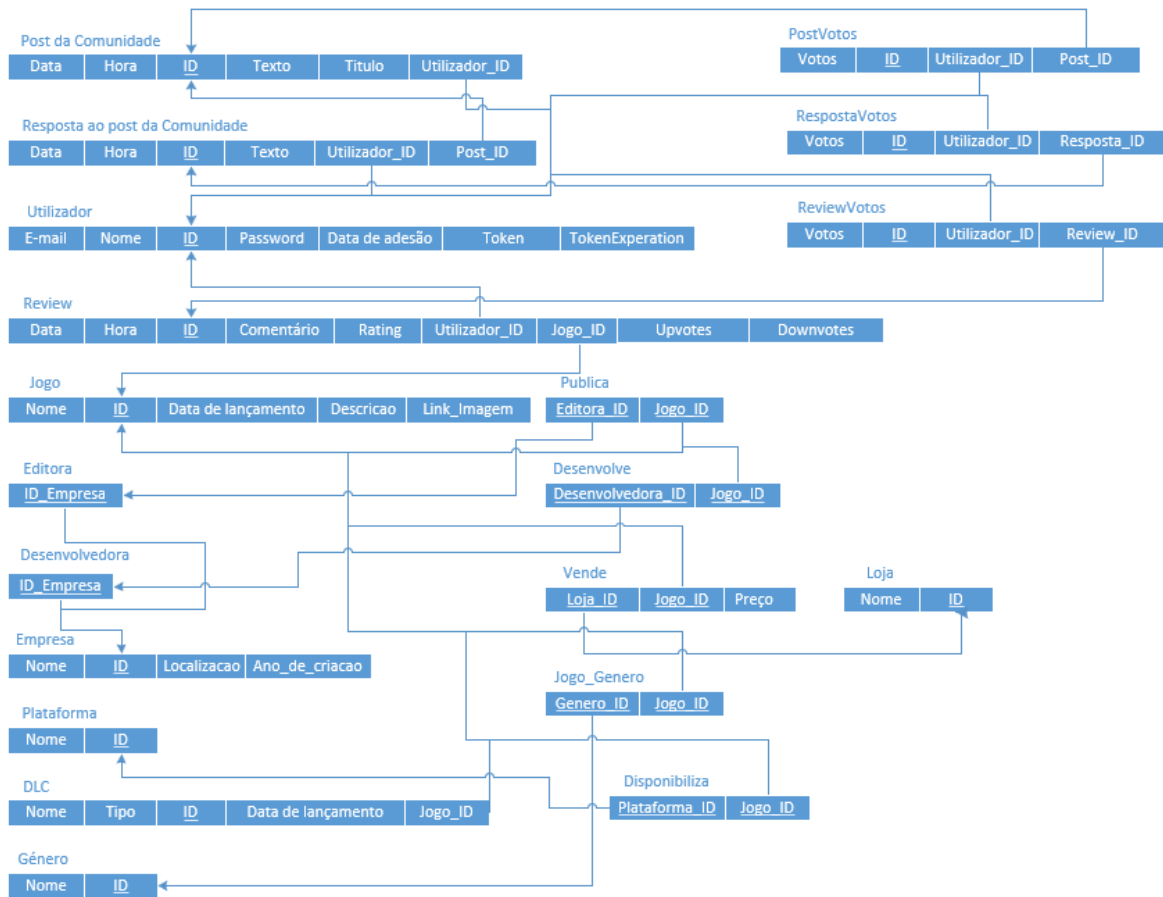 Post da Comunidade
Data Hora ID Texto Titulo Utilizador_ID
PostVotos
Votos ID Utilizador_ID Post_ID
Resposta ao post da Comunidade
Data Hora ID Texto Utilizador_ID Post_ID
RespostaVotos
Votos ID Utilizador_ID Resposta_ID
Utilizador
E-mail Nome ID Password Data de adesão Token TokenExperation
ReviewVotos
Votos ID Utilizador_ID Review_ID
Review
Data Hora ID Comentário Rating Utilizador_ID Jogo_ID Upvotes Downvotes
Jogo
Nome ID Data de lançamento Descricao Link_Imagem
Publica
Editora_ID Jogo_ID
Editora
ID_Empresa
Desenvolve
Desenvolvedora_ID Jogo_ID
Desenvolvedora
ID_Empresa
Vende
Loja_ID Jogo_ID Preço
Loja
Nome ID
Empresa
Nome ID Localizacao Ano_de_criacao
Jogo_Genero
Genero_ID Jogo_ID
Plataforma
Nome ID
DLC
Nome Tipo ID Data de lançamento Jogo_ID
Disponibiliza
Plataforma_ID Jogo_ID
Género
Nome ID